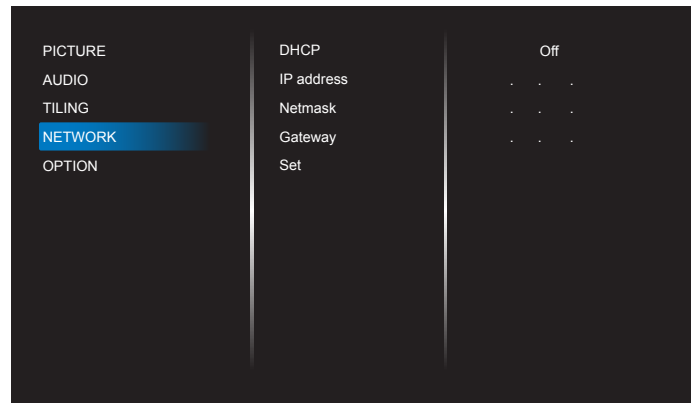 PICTURE
AUDIO
TILING
NETWORK
OPTION
DHCP Off
IP address . . .
Netmask . . .
Gateway . . .
Set